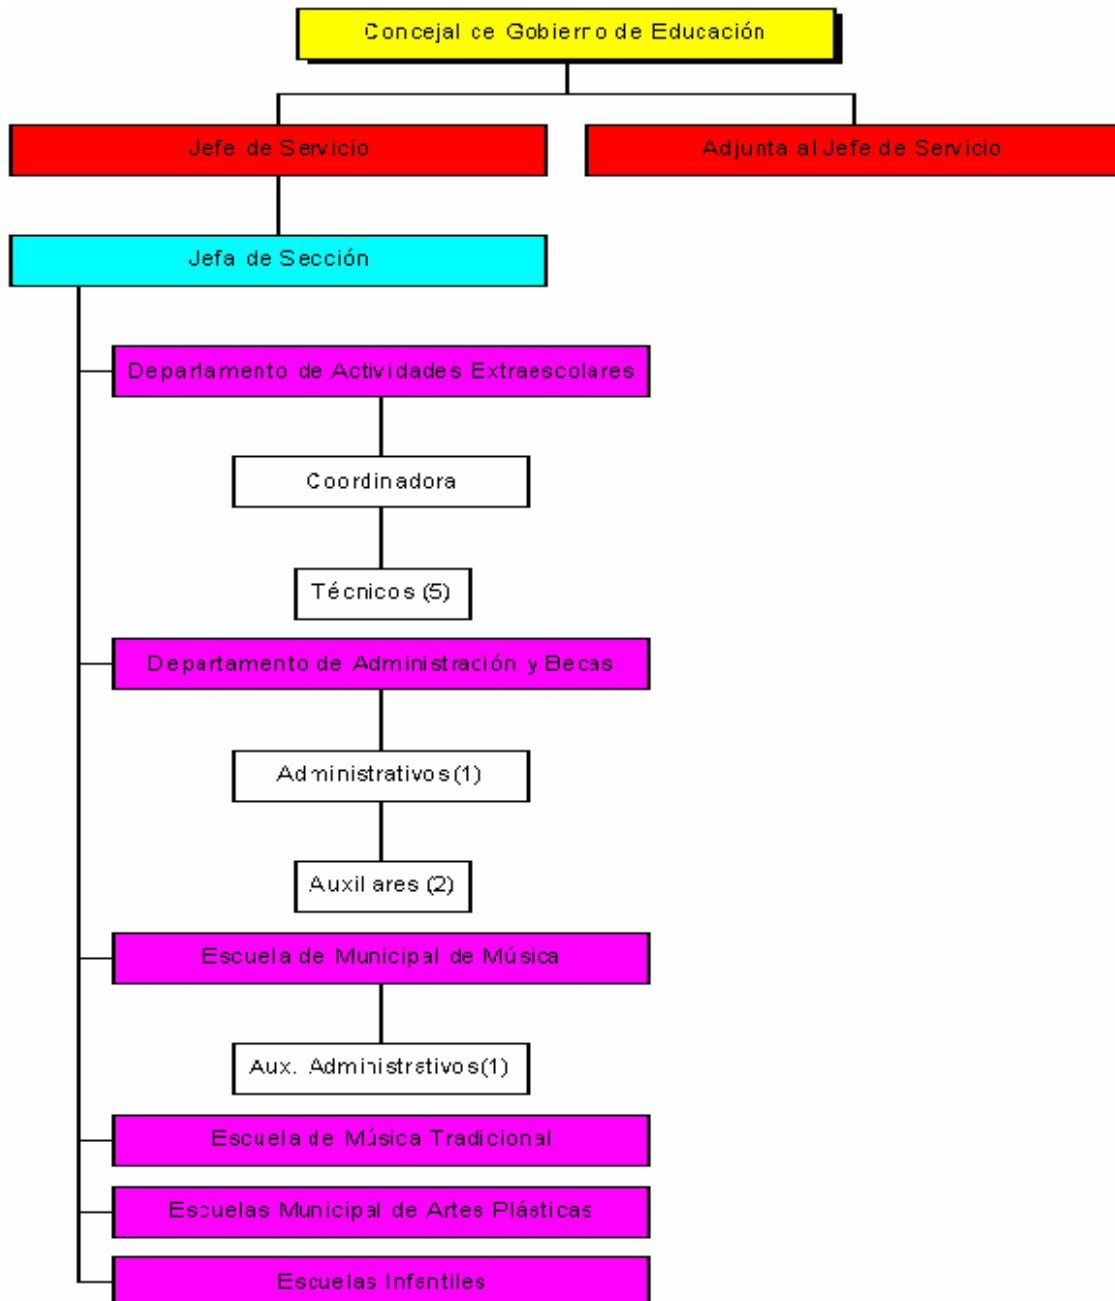 Concejal de Gobierno de Educación
Jefe de Servicio
Adjunta al Jefe de Servicio
Jefa de Sección
Departamento de Actividades Extraescolares
Coordinadora
Técnicos (5)
Departamento de Administración y Becas
Administrativos(1)
Auxiliares (2)
Escuela de Municipal de Música
Aux. Administrativos(1)
Escuela de Música Tradicional
Escuelas Municipal de Artes Plásticas
Escuelas Infantiles